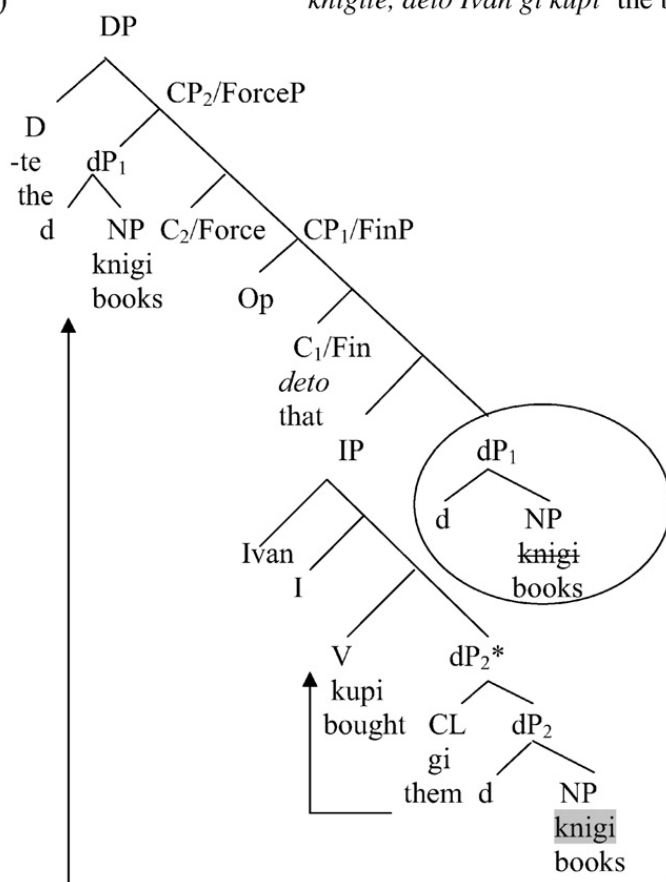 ) knigite, deto Ivan gi kupi
DP
CP₂/ForceP
D dP₁
-te
the
d NP C₂/Force CP₁/FinP
knigi
books Op
C₁/Fin
deto
that
IP dP₁
d NP
Ivan knigi
I books
V dP₂*
kupi
bought CL dP₂
gi
them d NP
knigi
books